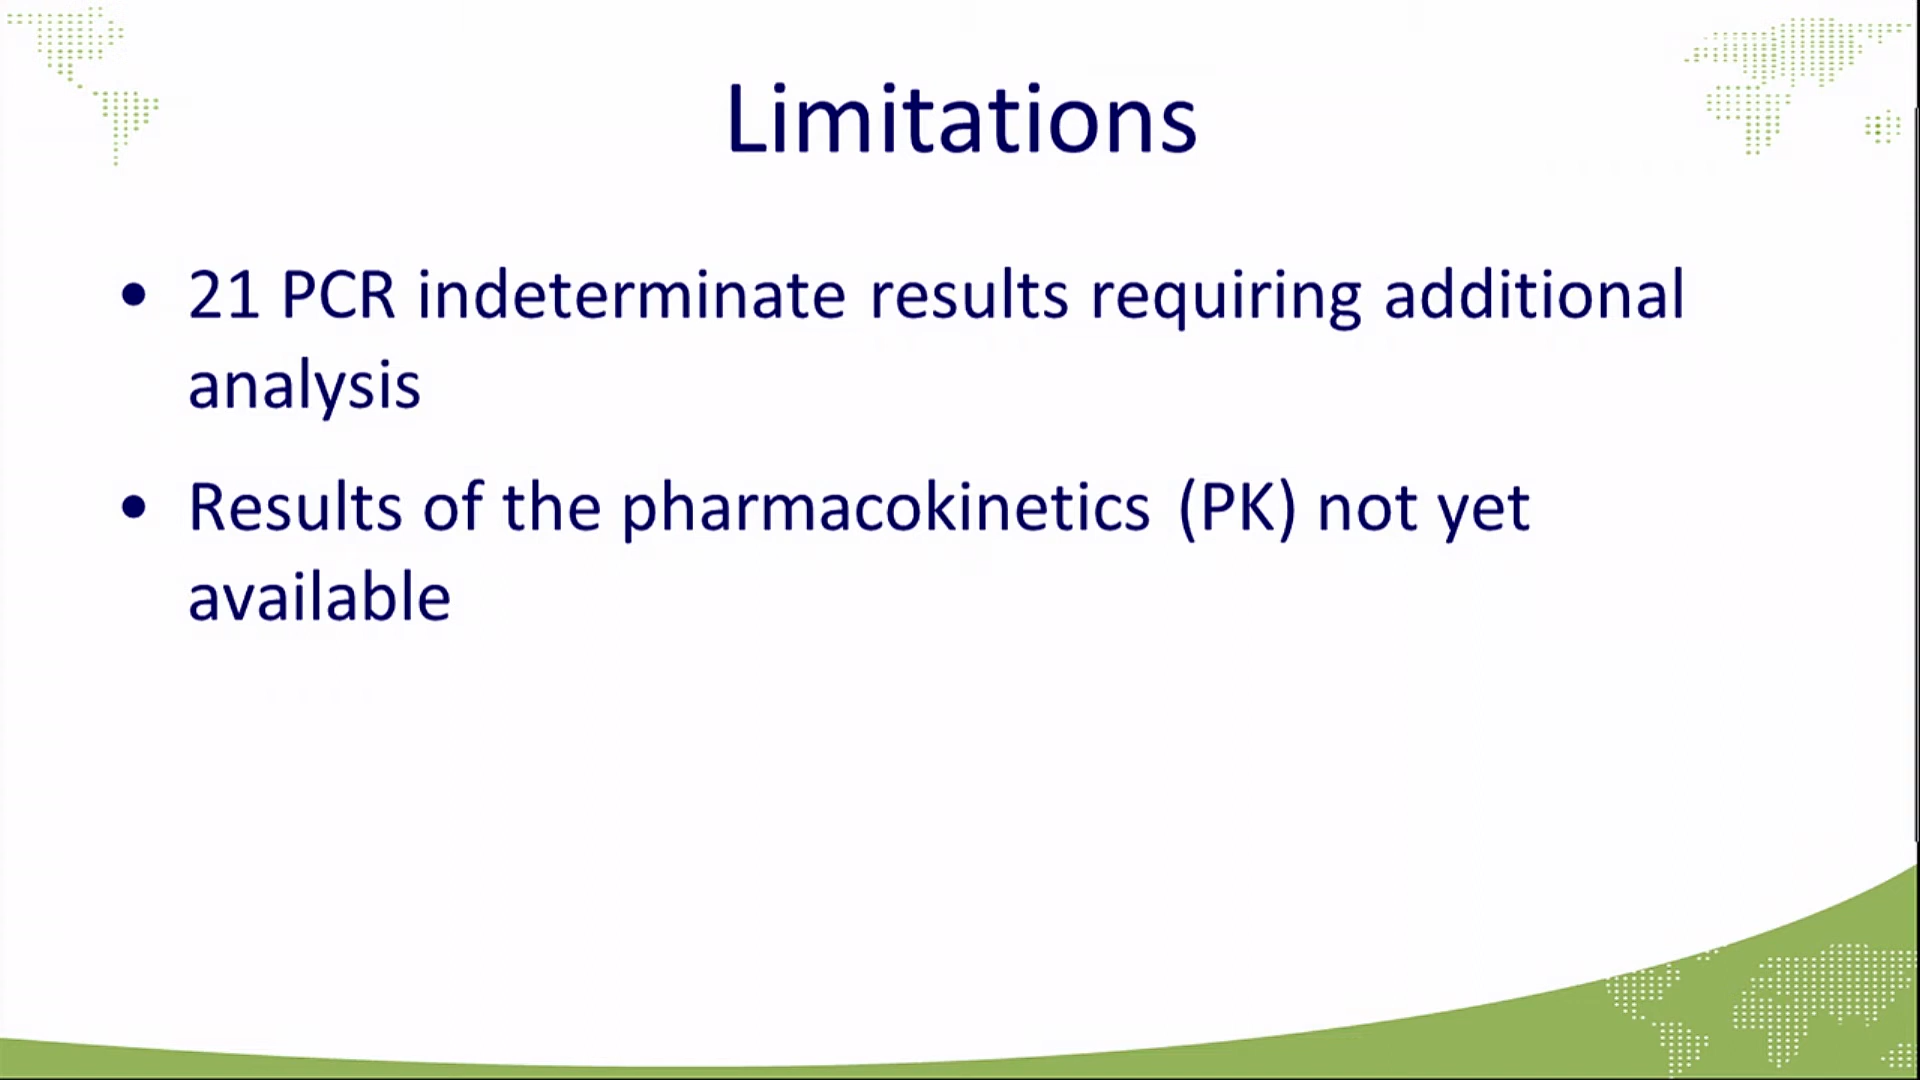 Limitations
• 21 PCR indeterminate results requiring additional
analysis
• Results of the pharmacokinetics (PK) not yet
available